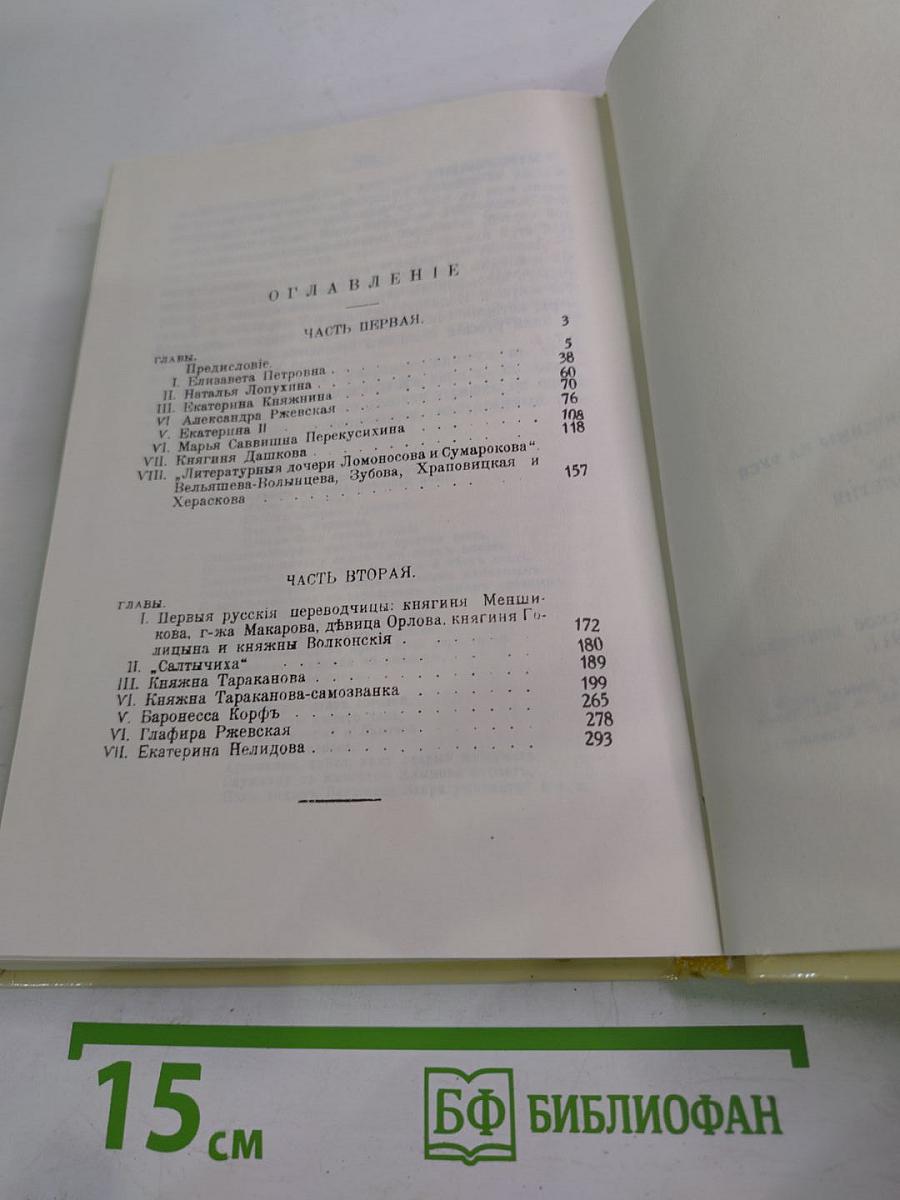 ОГЛАВЛЕНІЕ
ЧАСТЬ ПЕРВАЯ.
ГЛАВЫ.
Предисловіе. 3
I. Елизавета Петровна . . . . . 5
II. Наталья Лопухина . . . . . 38
III. Екатерина Княжнина . . . . . 60
VI Александра Ржевская . . . . . 70
V. Екатерина II . . . . . 76
VI. Марья Саввишна Перекусихина . . . . . 108
VII. Княгиня Дашкова . . . . . 118
VIII. „Литературныя дочери Ломоносова и Сумарокова“.
Вельяшева-Волынцева, Зубова, Храповицкая и
Хераскова . . . . . 157
ЧАСТЬ ВТОРАЯ.
ГЛАВЫ.
I. Первыя русскія переводчицы: княгиня Менши-
кова, г-жа Макарова, дѣвица Орлова, княгиня Го-
лицына и княжны Волконскія . . . . . 172
II. „Салтычиха“ . . . . . 180
III. Княжна Тараканова . . . . . 189
VI. Княжна Тараканова-самозванка . . . . . 199
V. Баронесса Корфъ . . . . . 265
VI. Глафира Ржевская . . . . . 278
VII. Екатерина Нелидова . . . . . 293
15 см
БФ БИБЛИОФАН